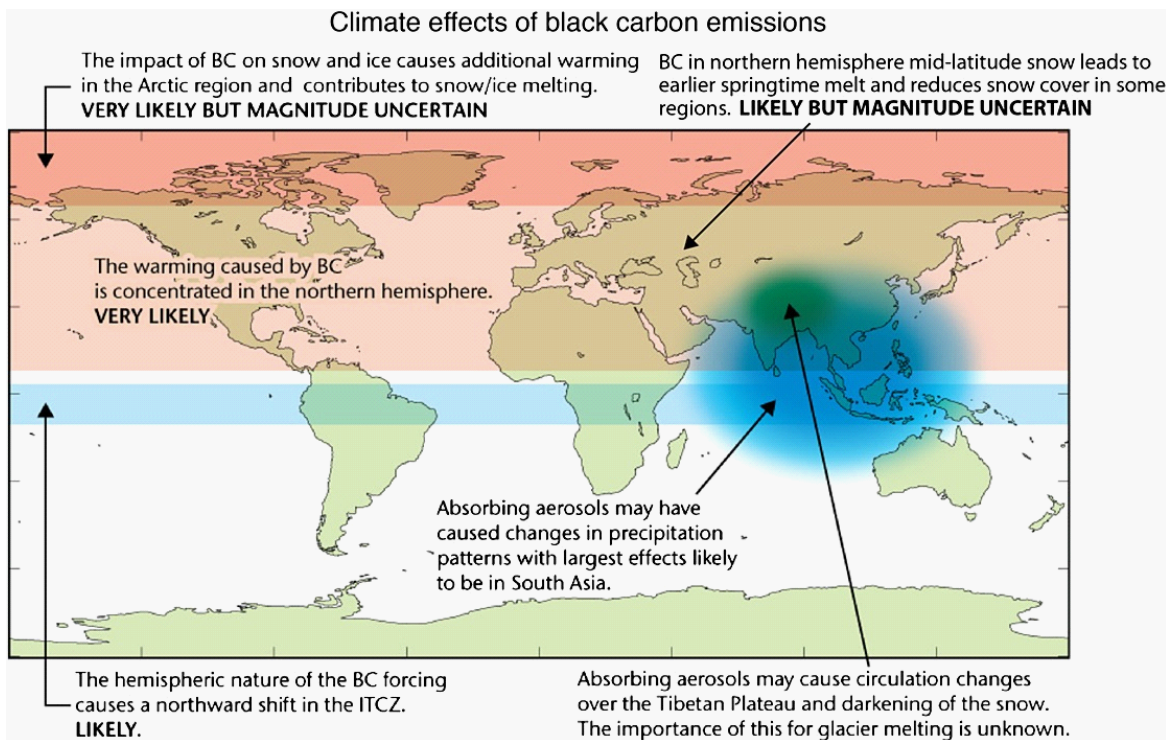 Climate effects of black carbon emissions
The impact of BC on snow and ice causes additional warming
in the Arctic region and contributes to snow/ice melting.
VERY LIKELY BUT MAGNITUDE UNCERTAIN
BC in northern hemisphere mid-latitude snow leads to
earlier springtime melt and reduces snow cover in some
regions. LIKELY BUT MAGNITUDE UNCERTAIN
The warming caused by BC
is concentrated in the northern hemisphere.
VERY LIKELY
Absorbing aerosols may have
caused changes in precipitation
patterns with largest effects likely
to be in South Asia.
The hemispheric nature of the BC forcing
causes a northward shift in the ITCZ.
LIKELY.
Absorbing aerosols may cause circulation changes
over the Tibetan Plateau and darkening of the snow.
The importance of this for glacier melting is unknown.